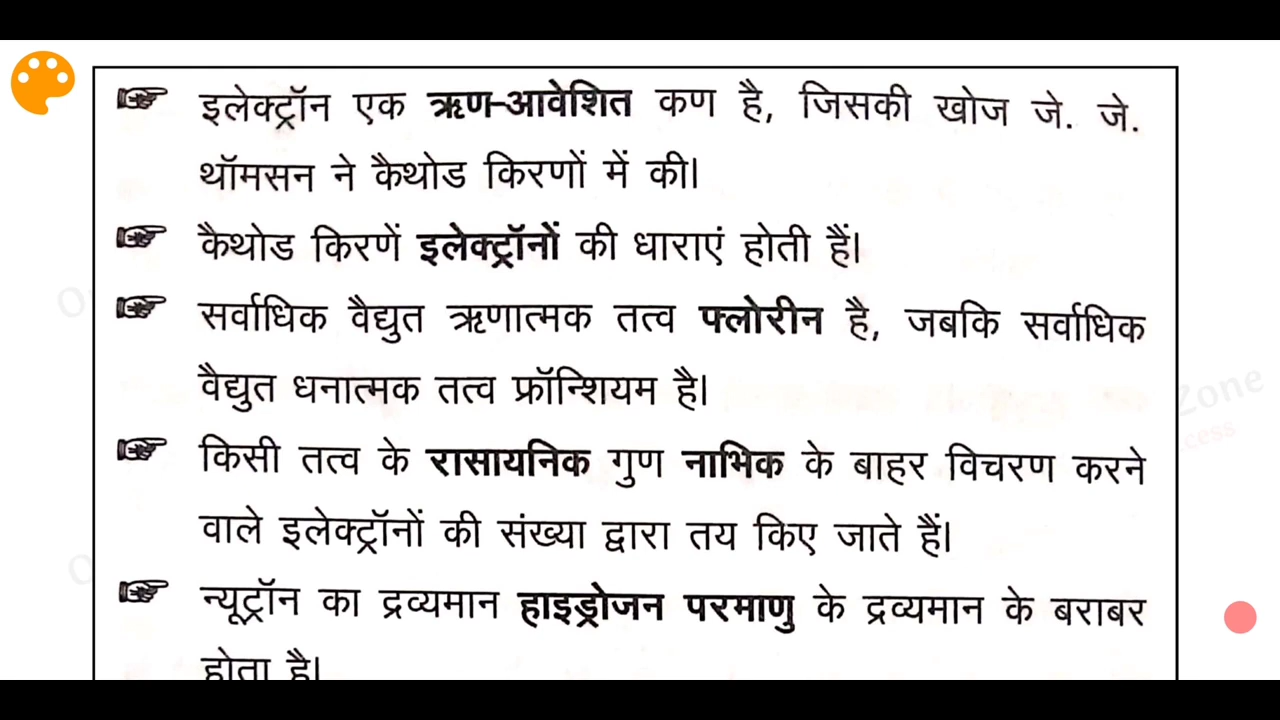 इलेक्ट्रॉन एक ऋण-आवेशित कण है, जिसकी खोज जे. जे.
थॉमसन ने कैथोड किरणों में की।
कैथोड किरणें इलेक्ट्रॉनों की धाराएं होती हैं।
सर्वाधिक वैद्युत ऋणात्मक तत्व फ्लोरीन है, जबकि सर्वाधिक
वैद्युत धनात्मक तत्व फ्रॉन्शियम है।
Zone
किसी तत्व के रासायनिक गुण नाभिक के बाहर विचरण करने
वाले इलेक्ट्रॉनों की संख्या द्वारा तय किए जाते हैं।
न्यूट्रॉन का द्रव्यमान हाइड्रोजन परमाणु के द्रव्यमान के बराबर
होता है।